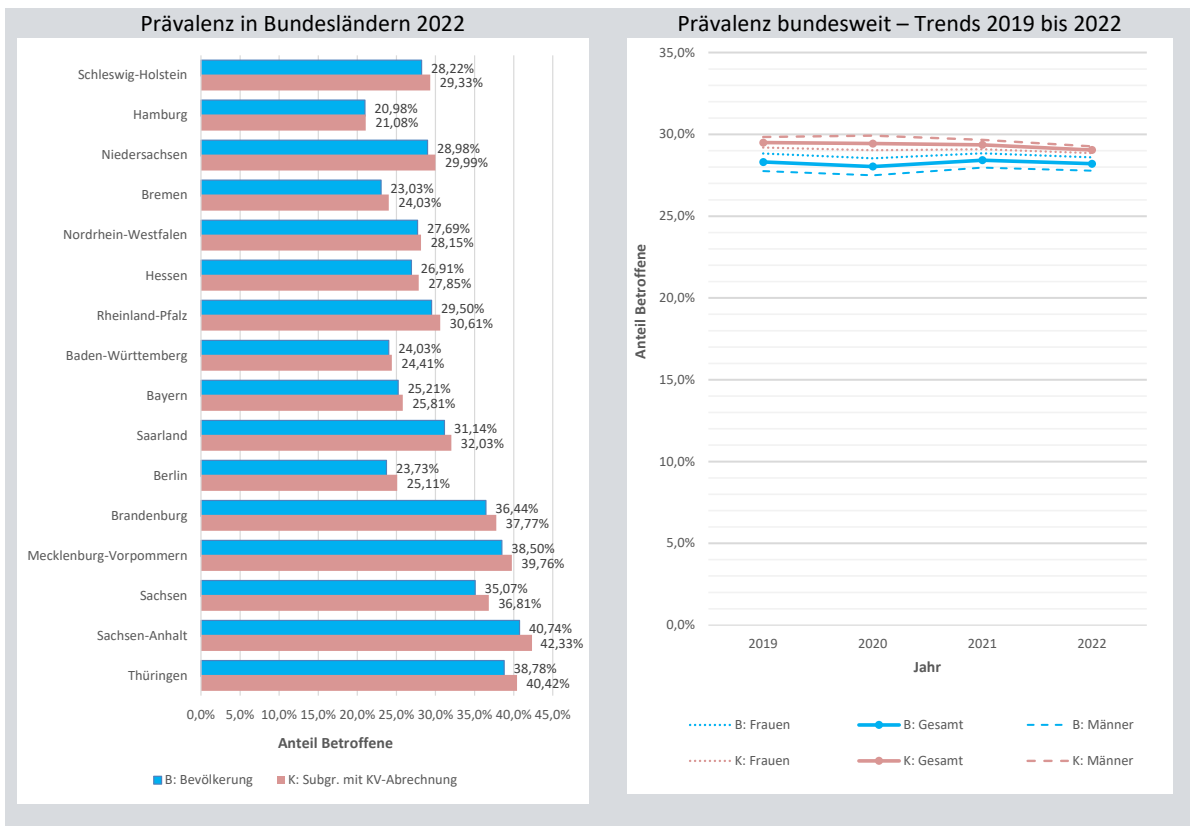 Prävalenz in Bundesländern 2022
Schleswig-Holstein
28,22%
29,33%
Hamburg
20,98%
21,08%
Niedersachsen
28,98%
29,99%
Bremen
23,03%
24,03%
Nordrhein-Westfalen
27,69%
28,15%
Hessen
26,91%
27,85%
Rheinland-Pfalz
29,50%
30,61%
Baden-Württemberg
24,03%
24,41%
Bayern
25,21%
25,81%
Saarland
31,14%
32,03%
Berlin
23,73%
25,11%
Brandenburg
36,44%
37,77%
Mecklenburg-Vorpommern
38,50%
39,76%
Sachsen
35,07%
36,81%
Sachsen-Anhalt
40,74%
42,33%
Thüringen
38,78%
40,42%
0,0% 5,0% 10,0% 15,0% 20,0% 25,0% 30,0% 35,0% 40,0% 45,0%
Anteil Betroffene
B: Bevölkerung K: Subgr. mit KV-Abrechnung
Prävalenz bundesweit – Trends 2019 bis 2022
35,0%
30,0%
25,0%
20,0%
15,0%
10,0%
5,0%
0,0%
Anteil Betroffene
2019 2020 2021 2022
Jahr
B: Frauen B: Gesamt B: Männer
K: Frauen K: Gesamt K: Männer